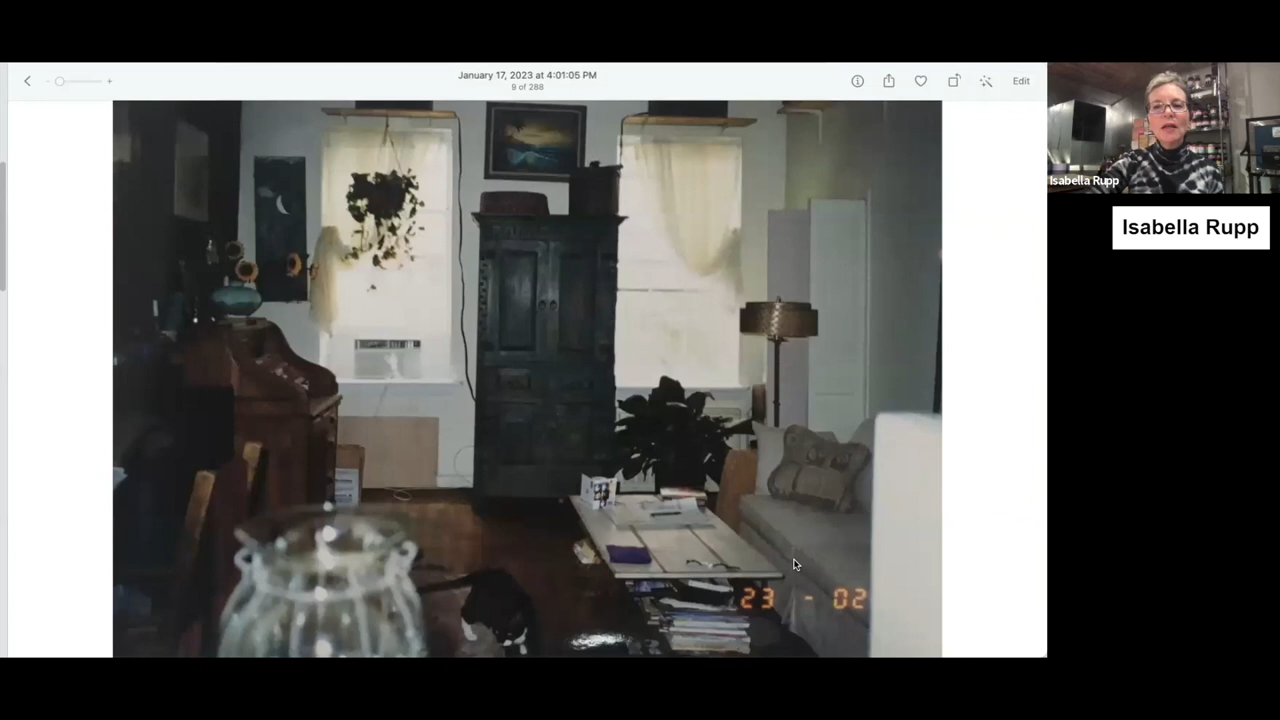 January 17, 2023 at 4:01:05 PM
9 of 288
Edit
Isabella Rupp
Isabella Rupp
23 - 02